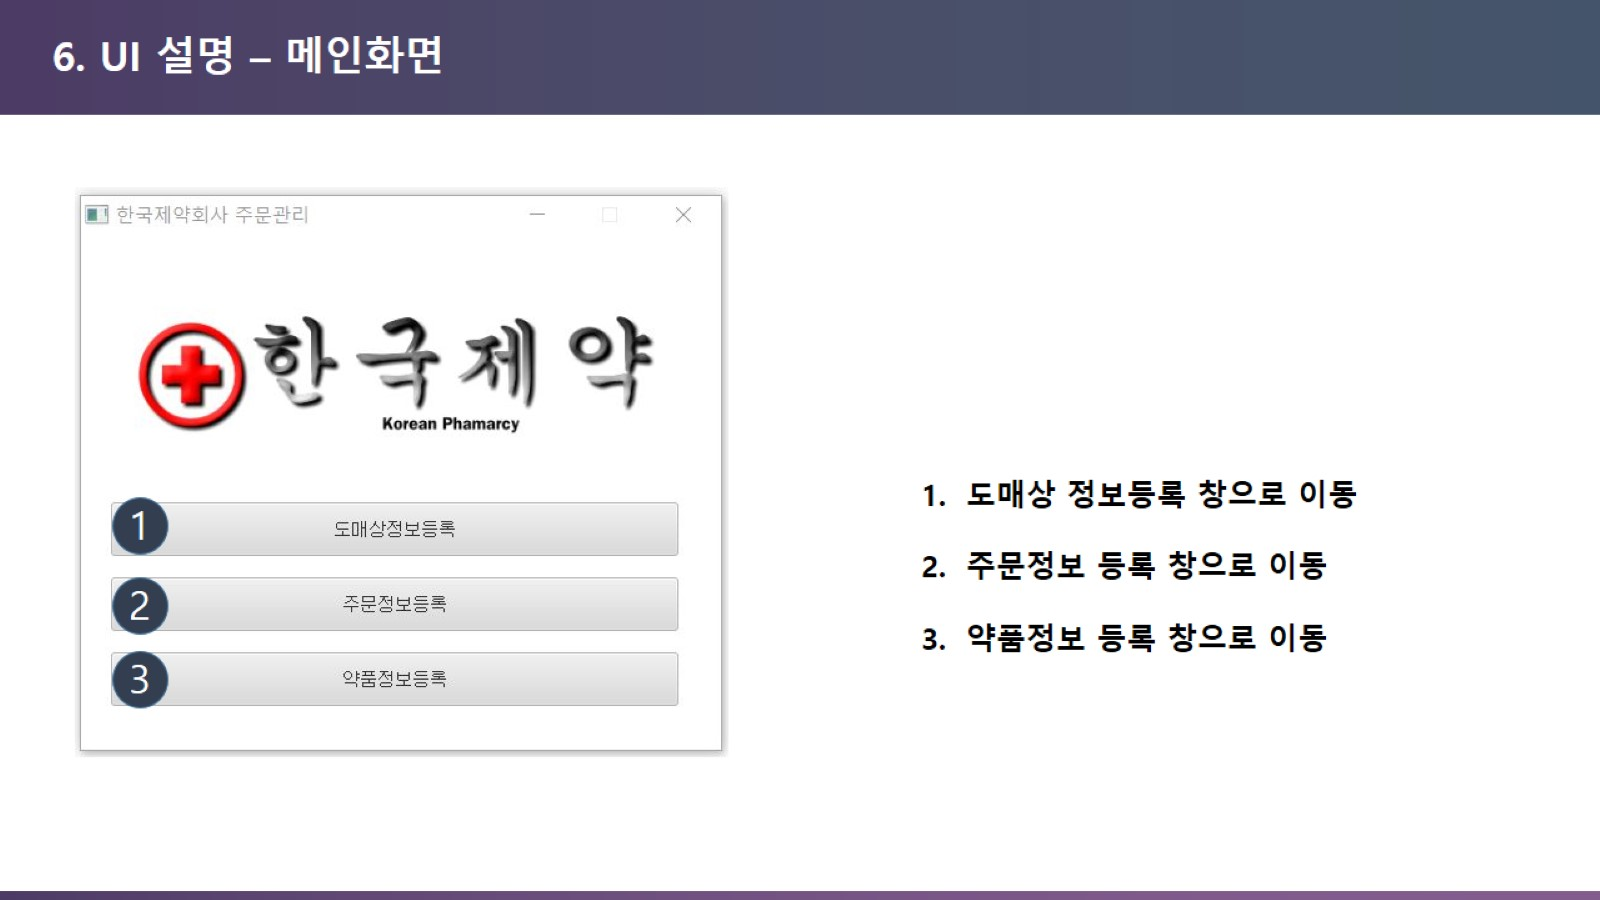 6. UI 설명 – 메인화면
한국제약회사 주문관리
한국제약
Korean Phamarcy
1 도매상정보등록
2 주문정보등록
3 약품정보등록
1. 도매상 정보등록 창으로 이동
2. 주문정보 등록 창으로 이동
3. 약품정보 등록 창으로 이동